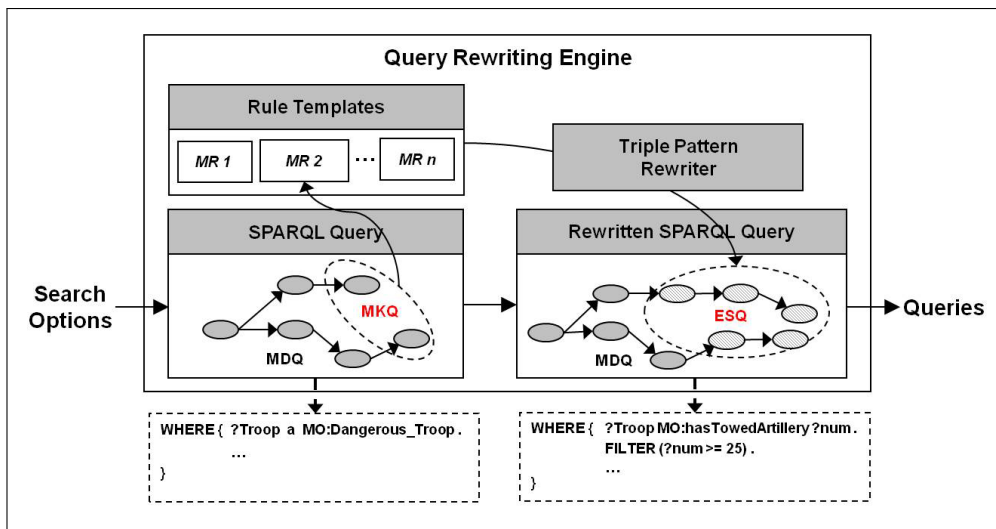 Query Rewriting Engine
Rule Templates
MR 1
MR 2
...
MR n
Triple Pattern
Rewriter
SPARQL Query
Rewritten SPARQL Query
Search
Options
MKQ
MDQ
ESQ
MDQ
Queries
WHERE { ?Troop a MO:Dangerous_Troop .
...
}
WHERE { ?Troop MO:hasTowedArtillery ?num .
FILTER (?num >= 25) .
...
}